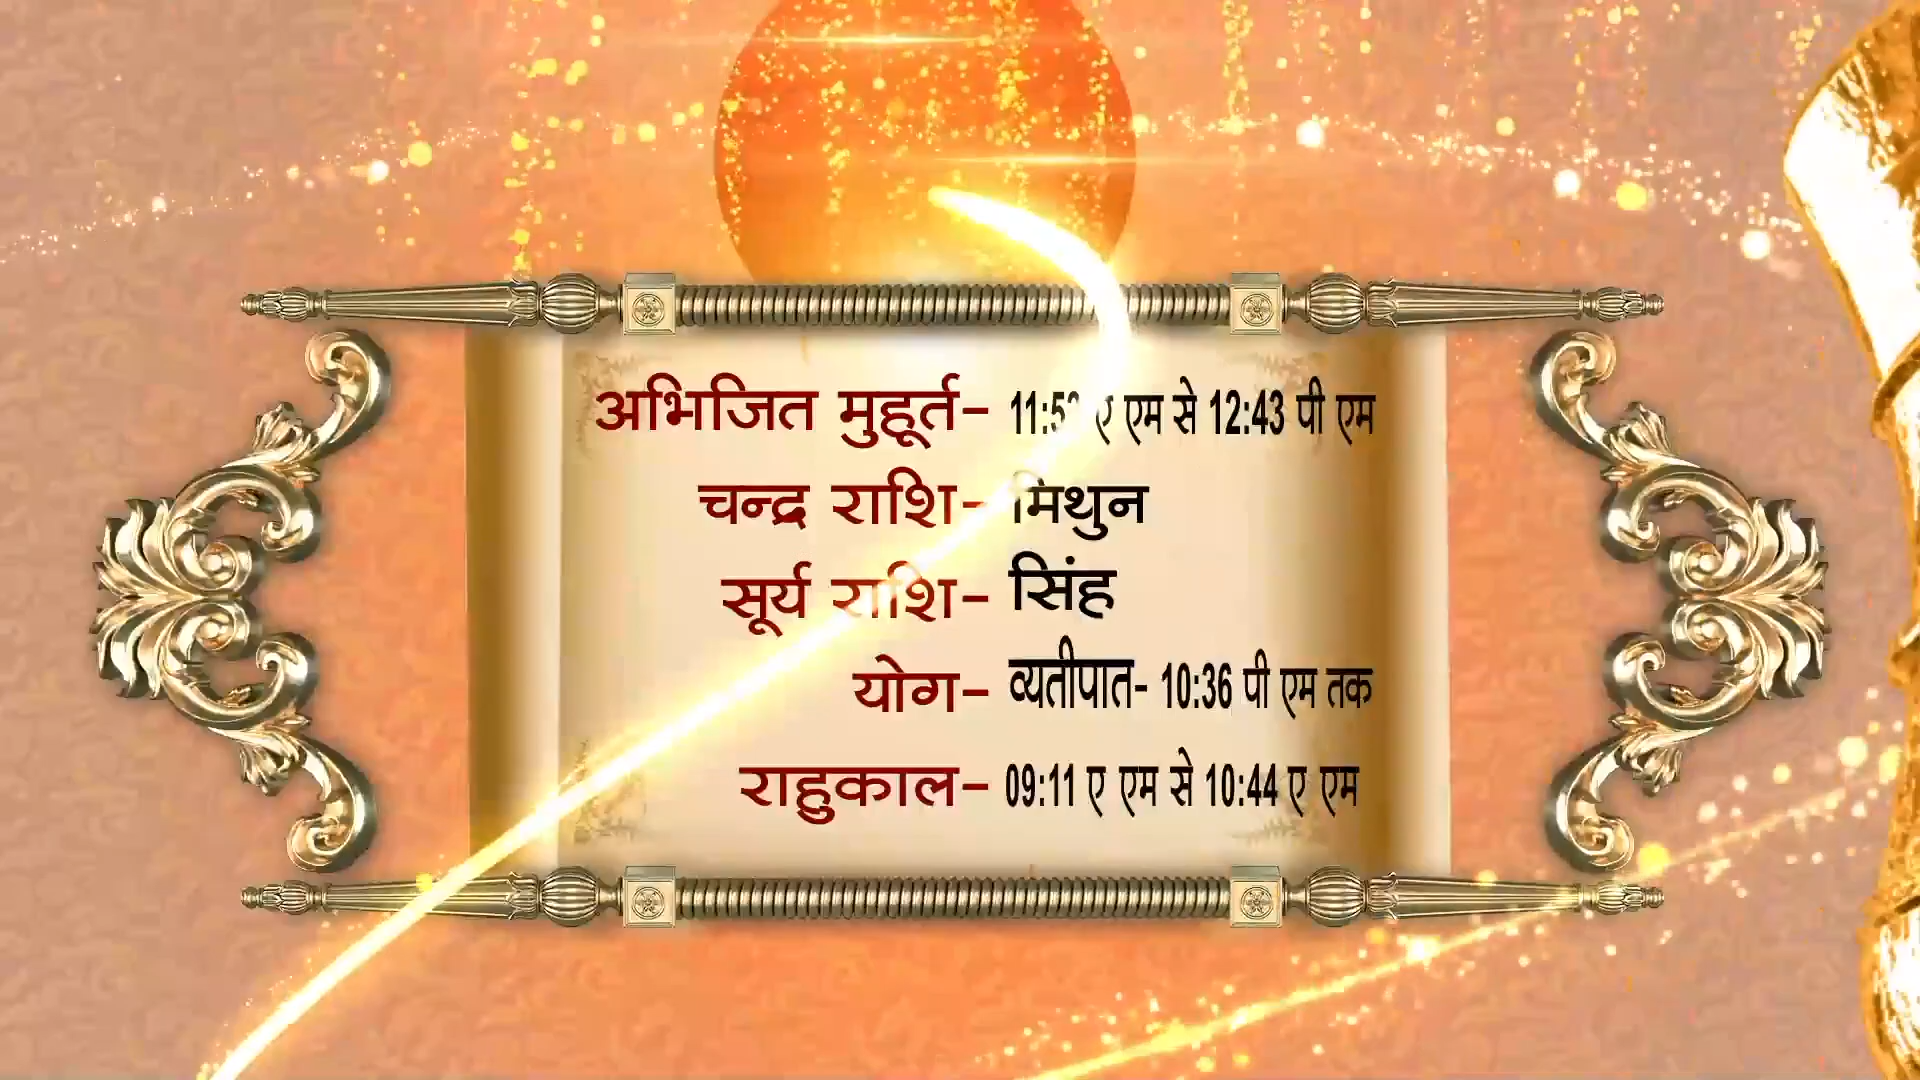 अभिजित मुहूर्त- ए एम से 12:43 पी एम
चन्द्र राशि- मिथुन
सूर्य राशि- सिंह
योग- व्यतीपात- 10:36 पी एम तक
राहुकाल- 09:11 ए एम से 10:44 ए एम